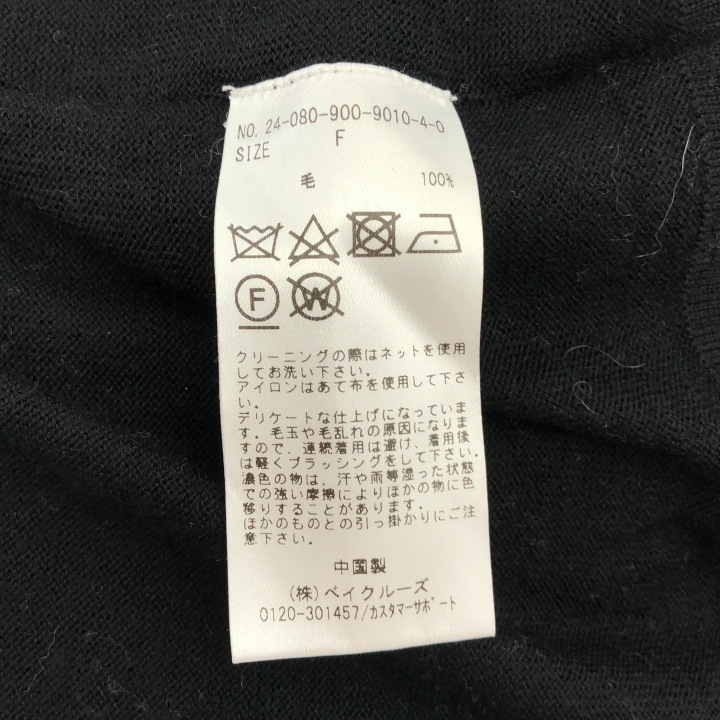 NO. 24-080-900-9010-4-0
SIZE F
毛 100%
F W
クリーニングの際はネットを使用
してお洗い下さい。
アイロンはあて布を使用して下さ
い。
デリケートな仕上げになっていま
す。毛玉や毛乱れの原因になりま
すので、連続着用は避け、着用後
は軽くブラッシングをして下さい。
濃色の物は、汗や雨等湿った状態
での強い摩擦によりほかの物に色
移りすることがあります。
ほかのものとの引っ掛かりにご注
意下さい。
中国製
(株)ベイクルーズ
0120-301457/カスタマーサポート